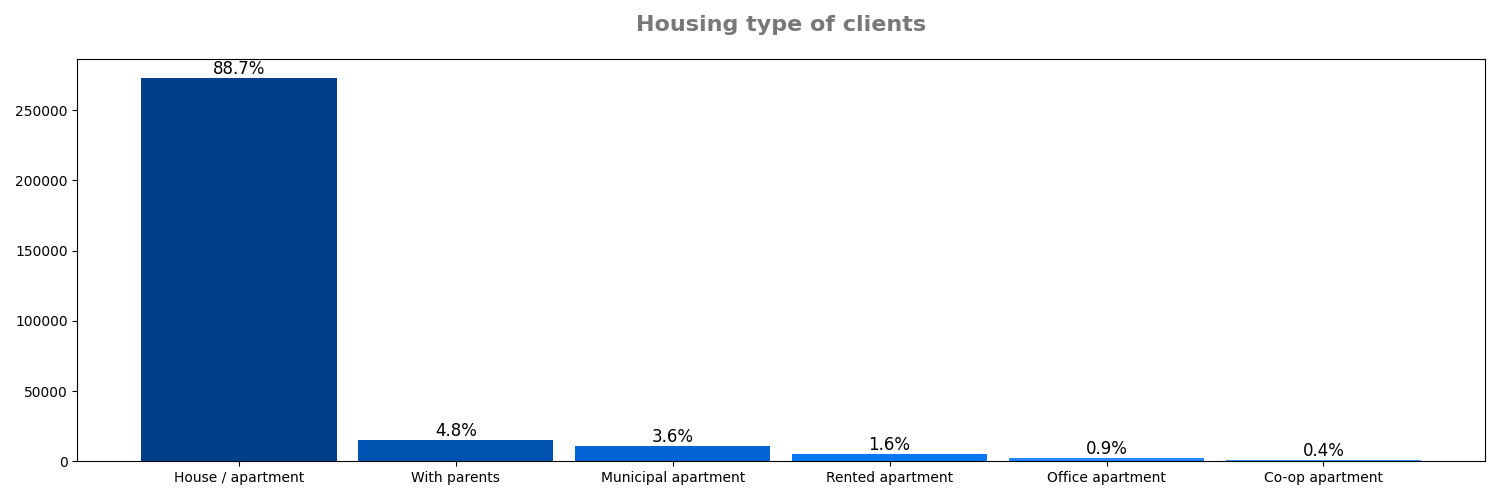 Housing type of clients
88.7%
250000
200000
150000
100000
50000
0
4.8%
3.6%
1.6%
0.9%
0.4%
House / apartment
With parents
Municipal apartment
Rented apartment
Office apartment
Co-op apartment